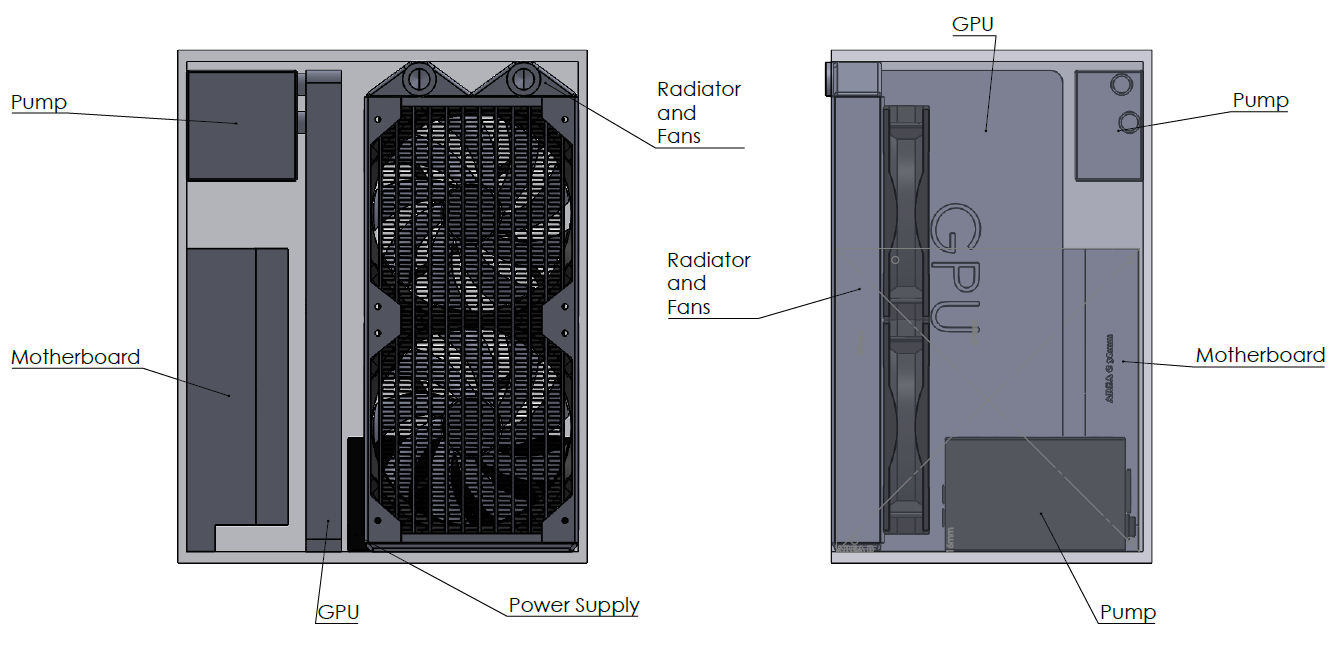 GPU
Pump
Radiator
and
Fans
Pump
Radiator
and
Fans
GPU
Motherboard
Motherboard
GPU
Power Supply
Pump